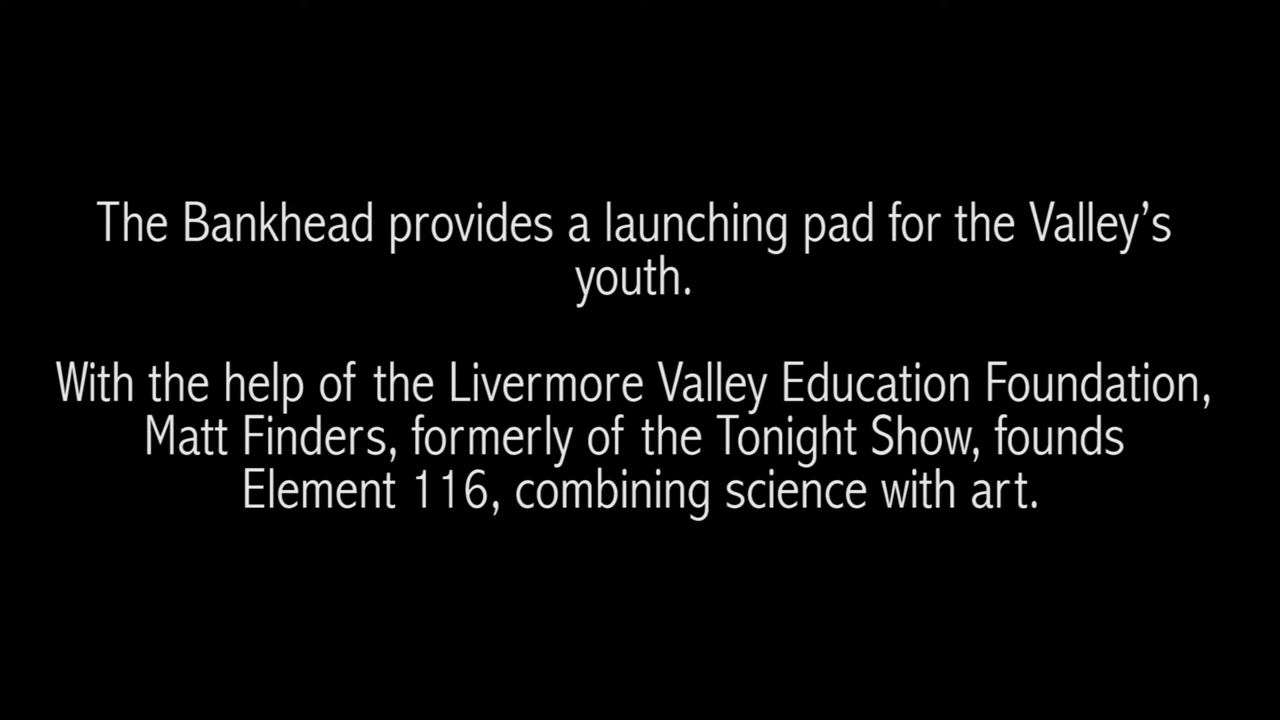 The Bankhead provides a launching pad for the Valley’s
youth.
With the help of the Livermore Valley Education Foundation,
Matt Finders, formerly of the Tonight Show, founds
Element 116, combining science with art.